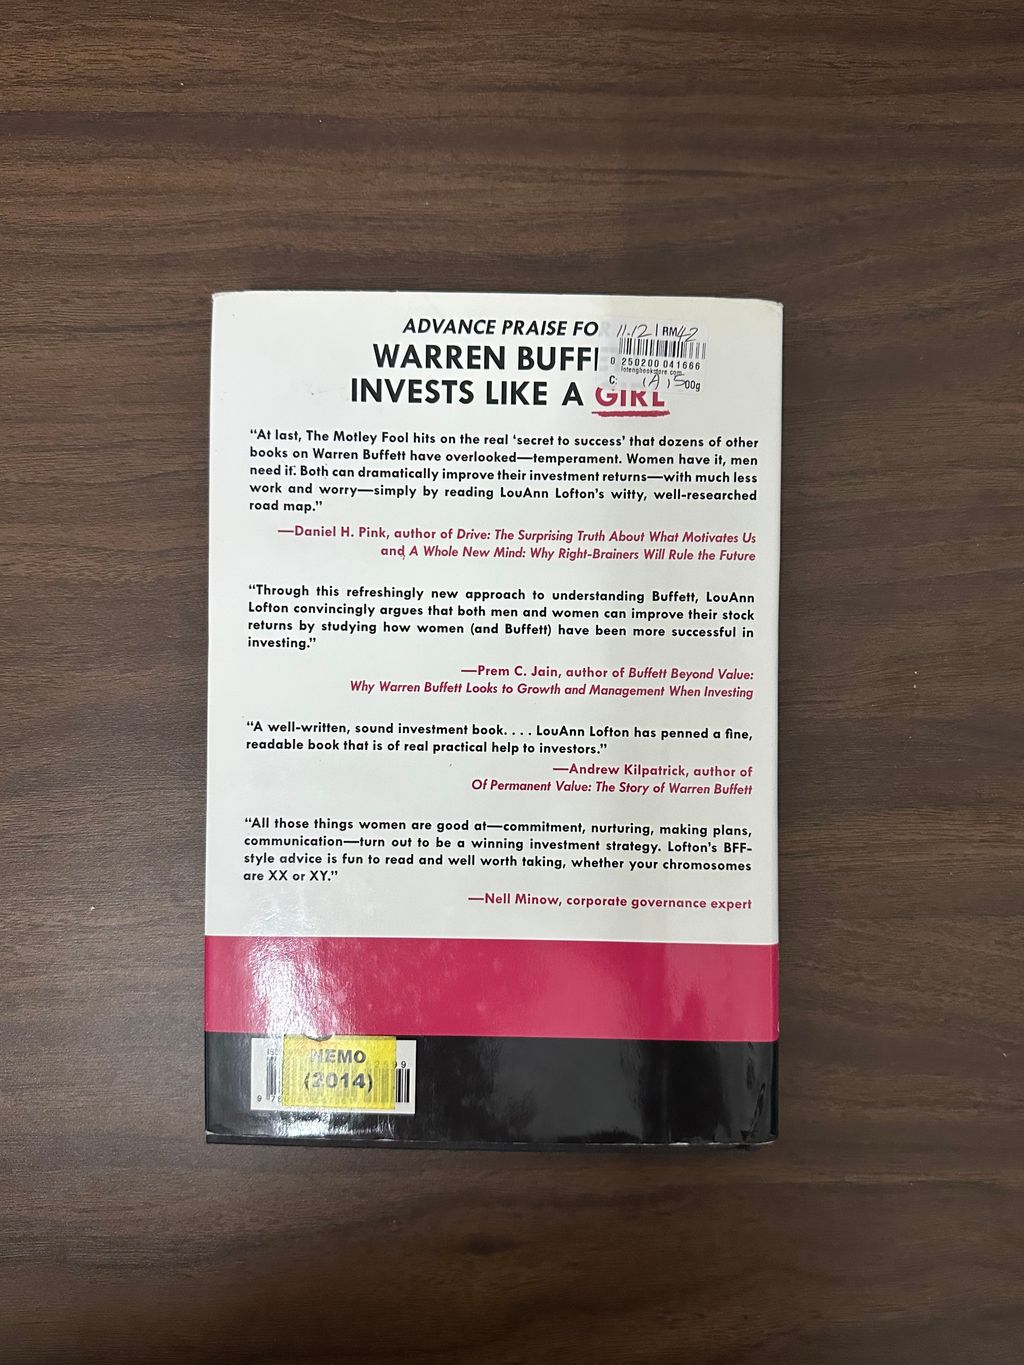 ADVANCE PRAISE FO
WARREN BUFF
INVESTS LIKE A GIRL
11.12 | RM42
0 250200 041666
lotengbookstore.com
C: (A) 500g
“At last, The Motley Fool hits on the real ‘secret to success’ that dozens of other
books on Warren Buffett have overlooked—temperament. Women have it, men
need it. Both can dramatically improve their investment returns—with much less
work and worry—simply by reading LouAnn Lofton’s witty, well-researched
road map.”
—Daniel H. Pink, author of Drive: The Surprising Truth About What Motivates Us
and A Whole New Mind: Why Right-Brainers Will Rule the Future
“Through this refreshingly new approach to understanding Buffett, LouAnn
Lofton convincingly argues that both men and women can improve their stock
returns by studying how women (and Buffett) have been more successful in
investing.”
—Prem C. Jain, author of Buffett Beyond Value:
Why Warren Buffett Looks to Growth and Management When Investing
“A well-written, sound investment book. . . . LouAnn Lofton has penned a fine,
readable book that is of real practical help to investors.”
—Andrew Kilpatrick, author of
Of Permanent Value: The Story of Warren Buffett
“All those things women are good at—commitment, nurturing, making plans,
communication—turn out to be a winning investment strategy. Lofton’s BFF-
style advice is fun to read and well worth taking, whether your chromosomes
are XX or XY.”
—Nell Minow, corporate governance expert
NEMO
(2014)